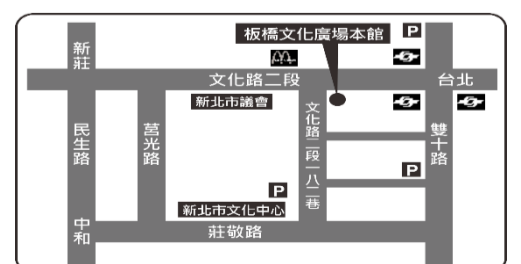 板橋文化廣場本館
P
新莊
文化路二段
台北
新北市議會
民生路
莒光路
文化路二段一八二巷
雙十路
P
P
新北市文化中心
中和
莊敬路